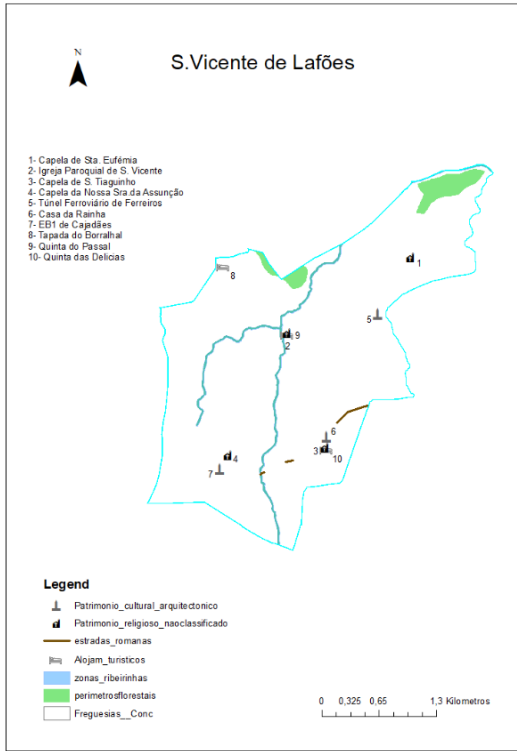 N
S.Vicente de Lafões
1- Capela de Sta. Eufémia
2- Igreja Paroquial de S. Vicente
3- Capela de S. Tiaguinho
4- Capela da Nossa Sra.da Assunção
5- Túnel Ferroviário de Ferreiros
6- Casa da Rainha
7- EB1 de Cajadães
8- Tapada do Borralhal
9- Quinta do Passal
10- Quinta das Delicias
1
8
5
9
2
6
3
10
4
7
Legend
Patrimonio_cultural_arquitectonico
Patrimonio_religioso_naoclassificado
estradas_romanas
Alojam_turisticos
zonas_ribeirinhas
perimetrosflorestais
Freguesias__Conc
0 0,325 0,65 1,3 Kilometros